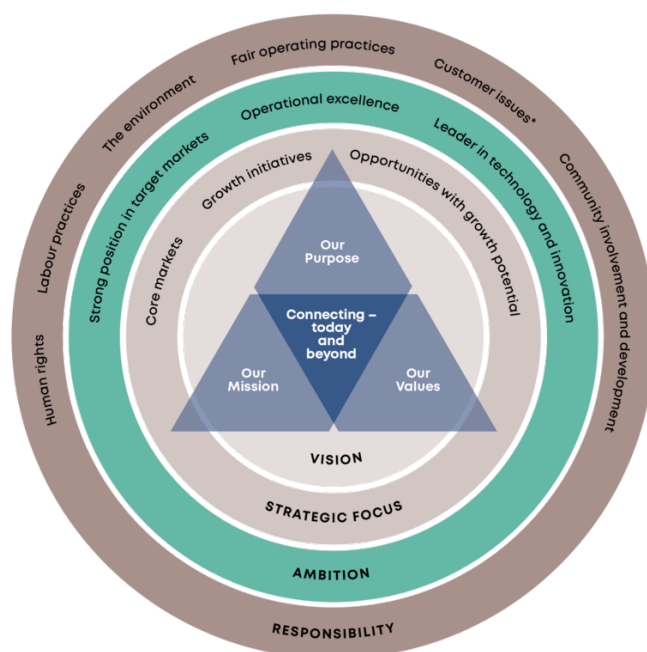 Human rights
Labour practices
The environment
Fair operating practices
Customer issues*
Community involvement and development
Strong position in target markets
Operational excellence
Leader in technology and innovation
Core markets
Growth initiatives
Opportunities with growth potential
Our
Purpose
Connecting –
today
and
beyond
Our
Mission
Our
Values
VISION
STRATEGIC FOCUS
AMBITION
RESPONSIBILITY